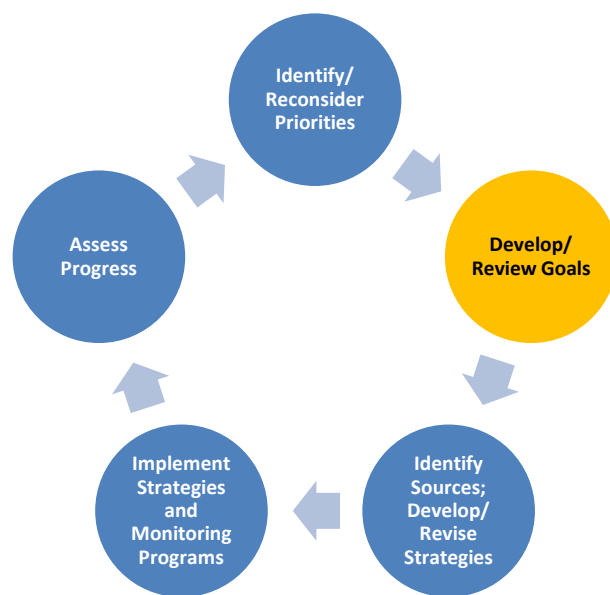 Identify/
Reconsider
Priorities
Develop/
Review Goals
Identify
Sources;
Develop/
Revise
Strategies
Implement
Strategies
and
Monitoring
Programs
Assess
Progress